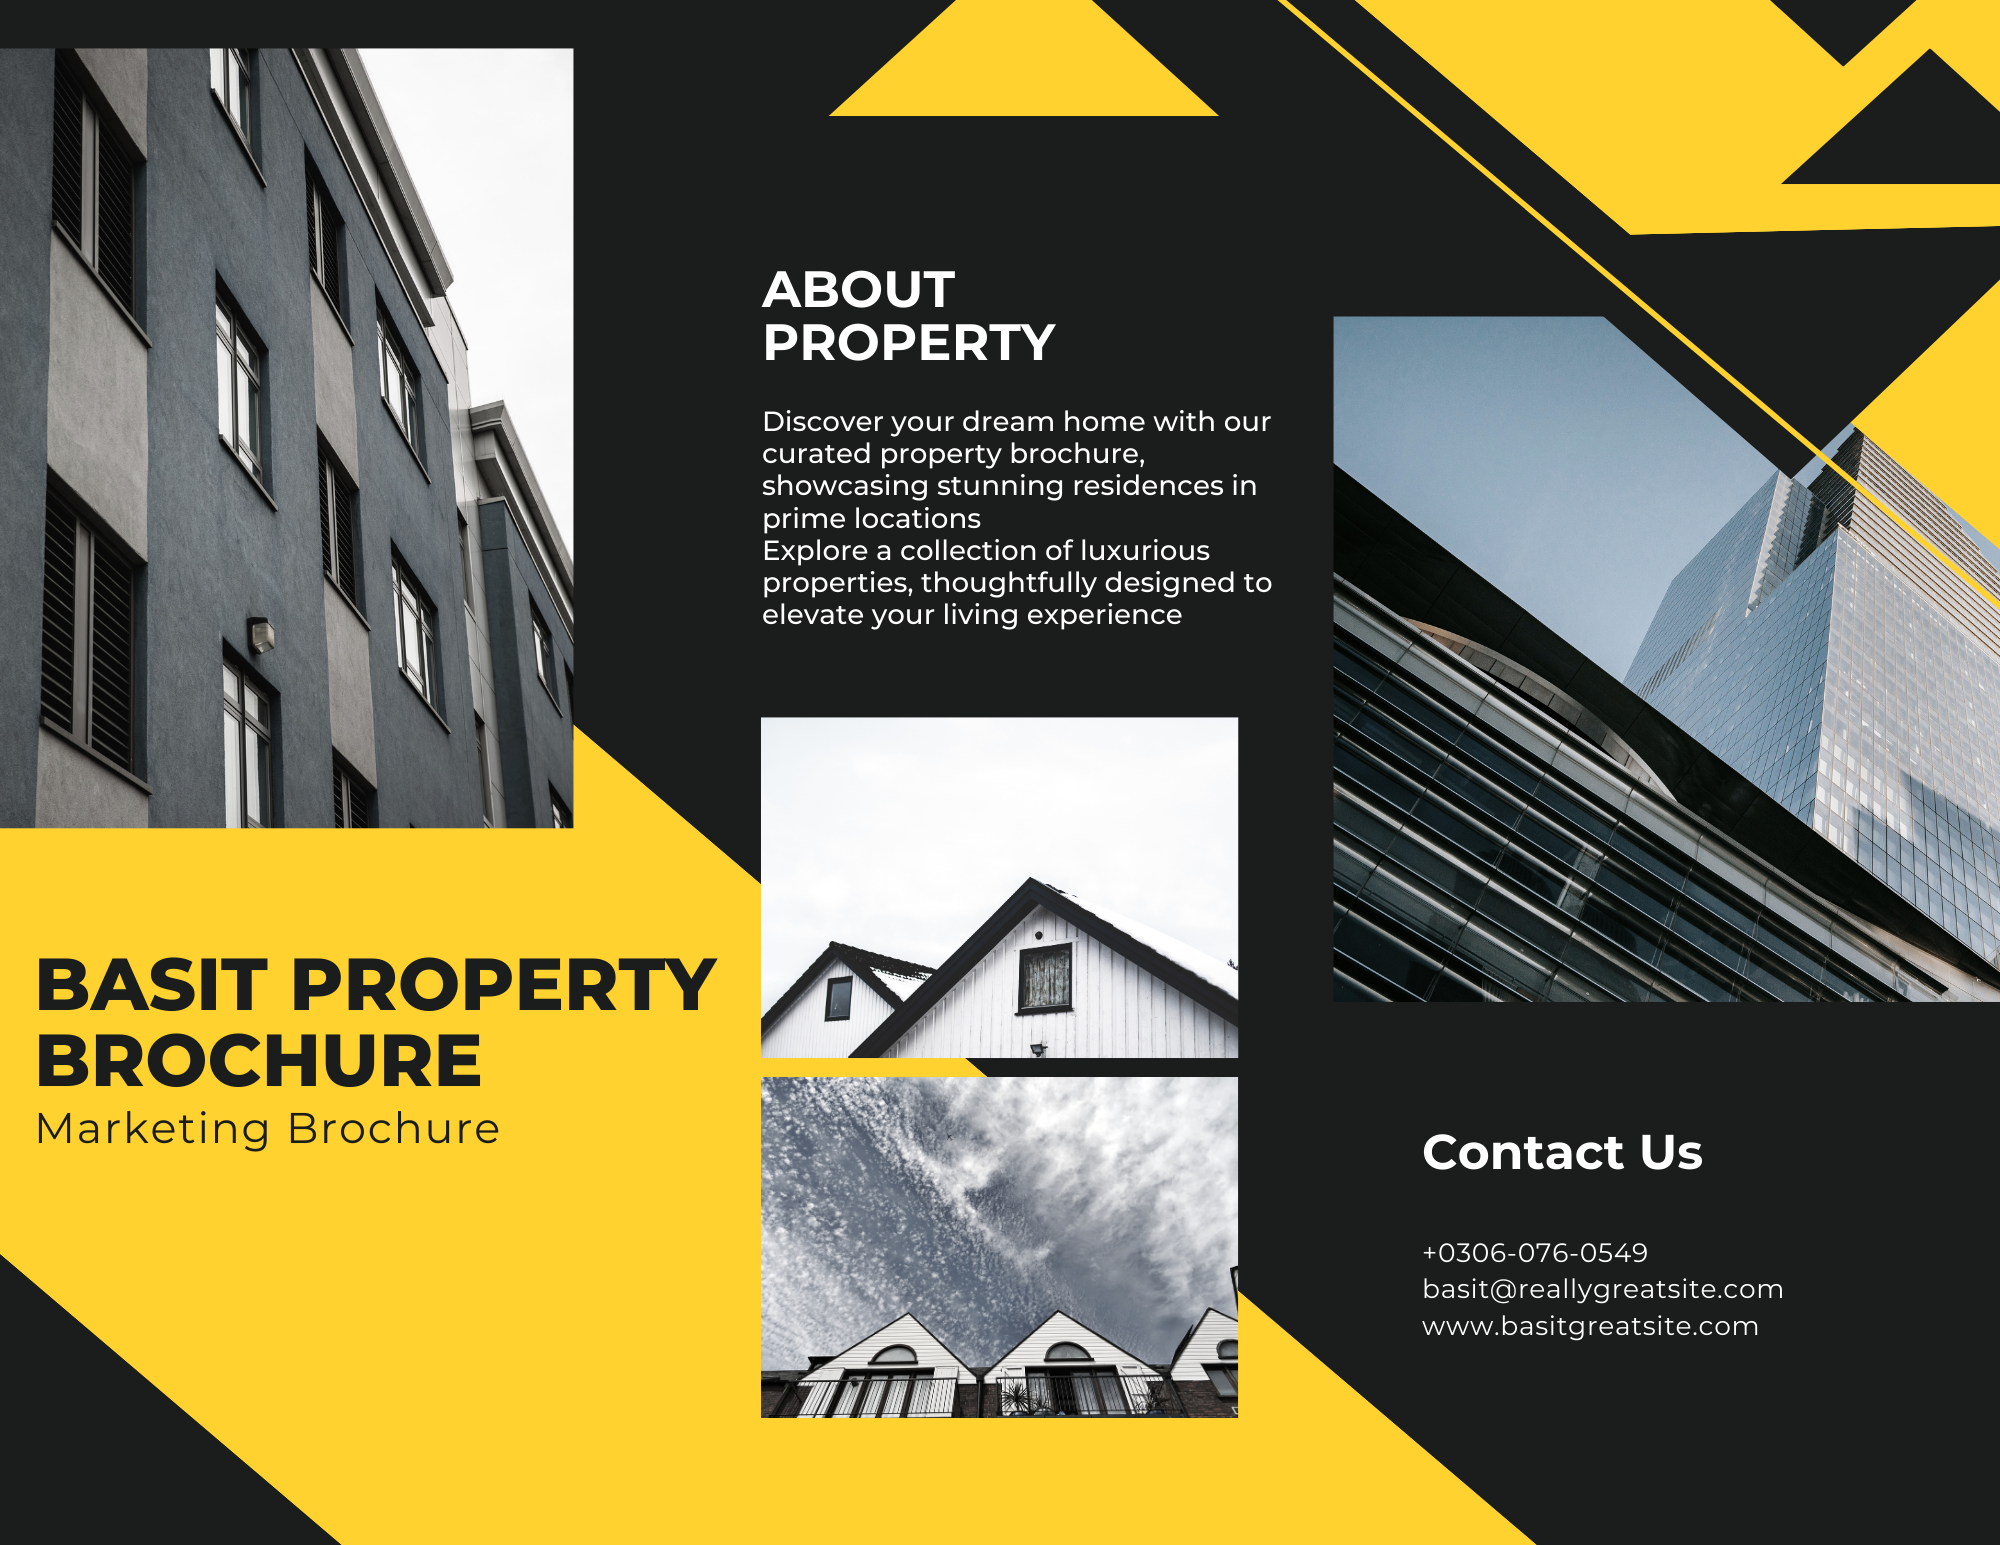 BASIT PROPERTY
BROCHURE
Marketing Brochure
ABOUT
PROPERTY
Discover your dream home with our
curated property brochure,
showcasing stunning residences in
prime locations
Explore a collection of luxurious
properties, thoughtfully designed to
elevate your living experience
Contact Us
+0306-076-0549
basit@reallygreatsite.com
www.basitgreatsite.com